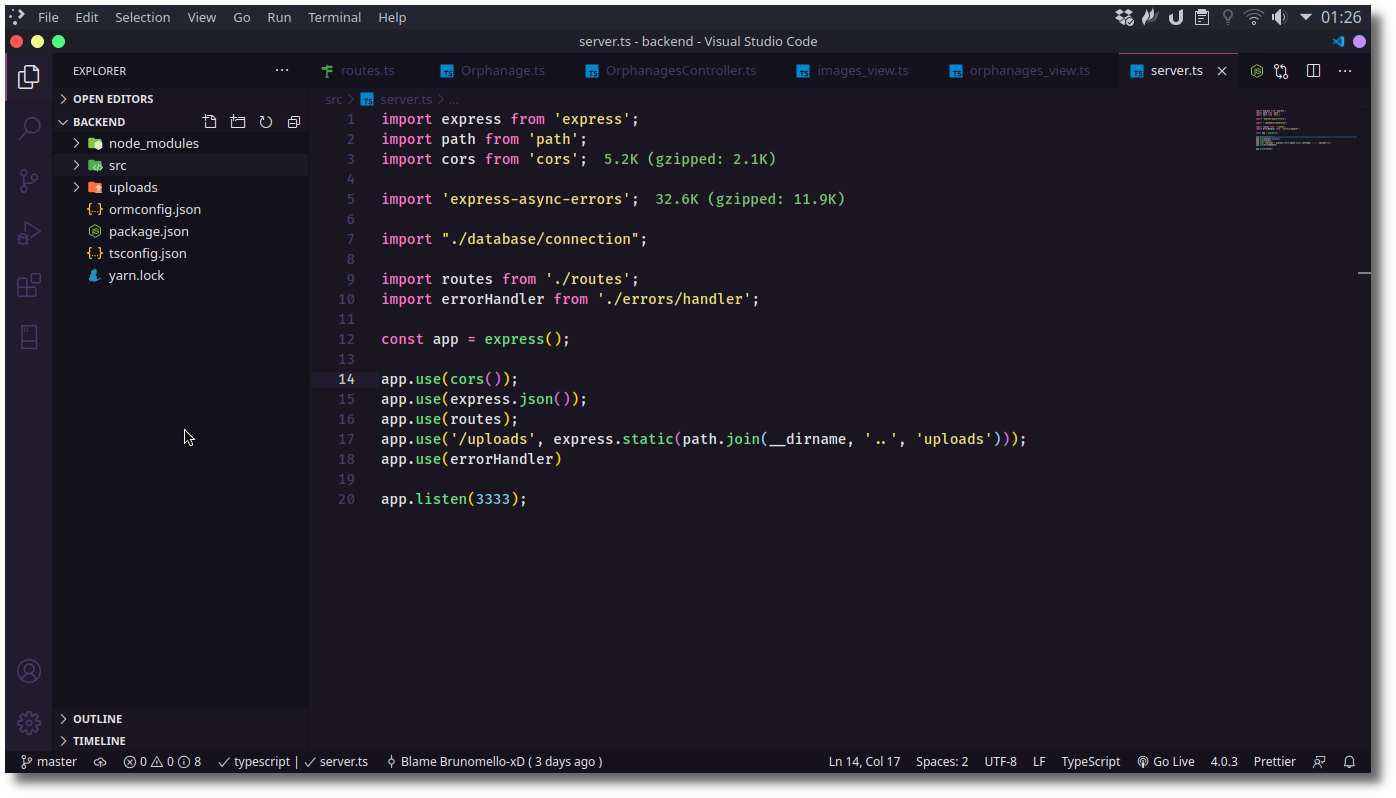 File Edit Selection View Go Run Terminal Help 01:26
server.ts - backend - Visual Studio Code
EXPLORER ...
OPEN EDITORS
BACKEND
node_modules
src
uploads
{..} ormconfig.json
package.json
{..} tsconfig.json
yarn.lock
OUTLINE
TIMELINE
routes.ts TS Orphanage.ts TS OrphanagesController.ts TS images_view.ts TS orphanages_view.ts TS server.ts
src > TS server.ts > ...
1 import express from 'express';
2 import path from 'path';
3 import cors from 'cors'; 5.2K (gzipped: 2.1K)
4
5 import 'express-async-errors'; 32.6K (gzipped: 11.9K)
6
7 import "./database/connection";
8
9 import routes from './routes';
10 import errorHandler from './errors/handler';
11
12 const app = express();
13
14 app.use(cors());
15 app.use(express.json());
16 app.use(routes);
17 app.use('/uploads', express.static(path.join(__dirname, '..', 'uploads')));
18 app.use(errorHandler)
19
20 app.listen(3333);
master 0 0 8 typescript | server.ts Blame Brunomello-xD ( 3 days ago ) Ln 14, Col 17 Spaces: 2 UTF-8 LF TypeScript Go Live 4.0.3 Prettier